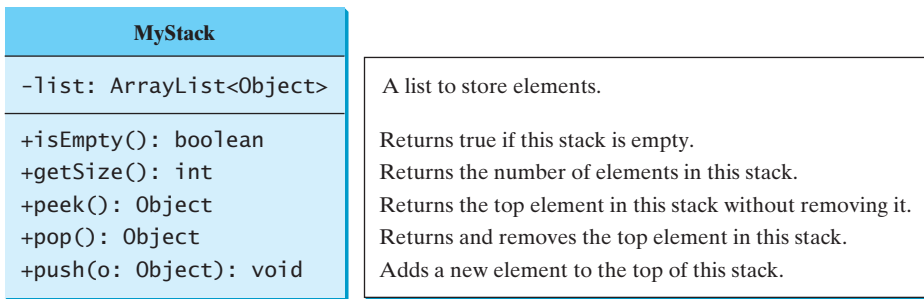 MyStack
-list: ArrayList<Object>
A list to store elements.
+isEmpty(): boolean
Returns true if this stack is empty.
+getSize(): int
Returns the number of elements in this stack.
+peek(): Object
Returns the top element in this stack without removing it.
+pop(): Object
Returns and removes the top element in this stack.
+push(o: Object): void
Adds a new element to the top of this stack.